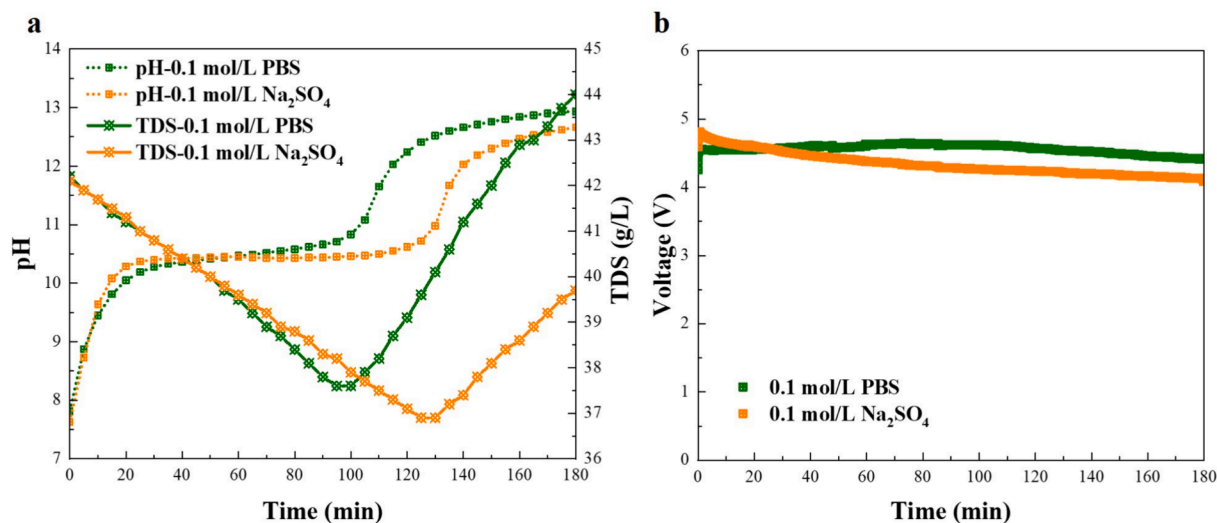 a
14
13
12
11
10
9
8
7
pH
pH-0.1 mol/L PBS
pH-0.1 mol/L Na₂SO₄
TDS-0.1 mol/L PBS
TDS-0.1 mol/L Na₂SO₄
45
44
43
42
41
40
39
38
37
36
TDS (g/L)
0 20 40 60 80 100 120 140 160 180
Time (min)
b
6
5
4
3
2
1
0
Voltage (V)
0.1 mol/L PBS
0.1 mol/L Na₂SO₄
0 20 40 60 80 100 120 140 160 180
Time (min)